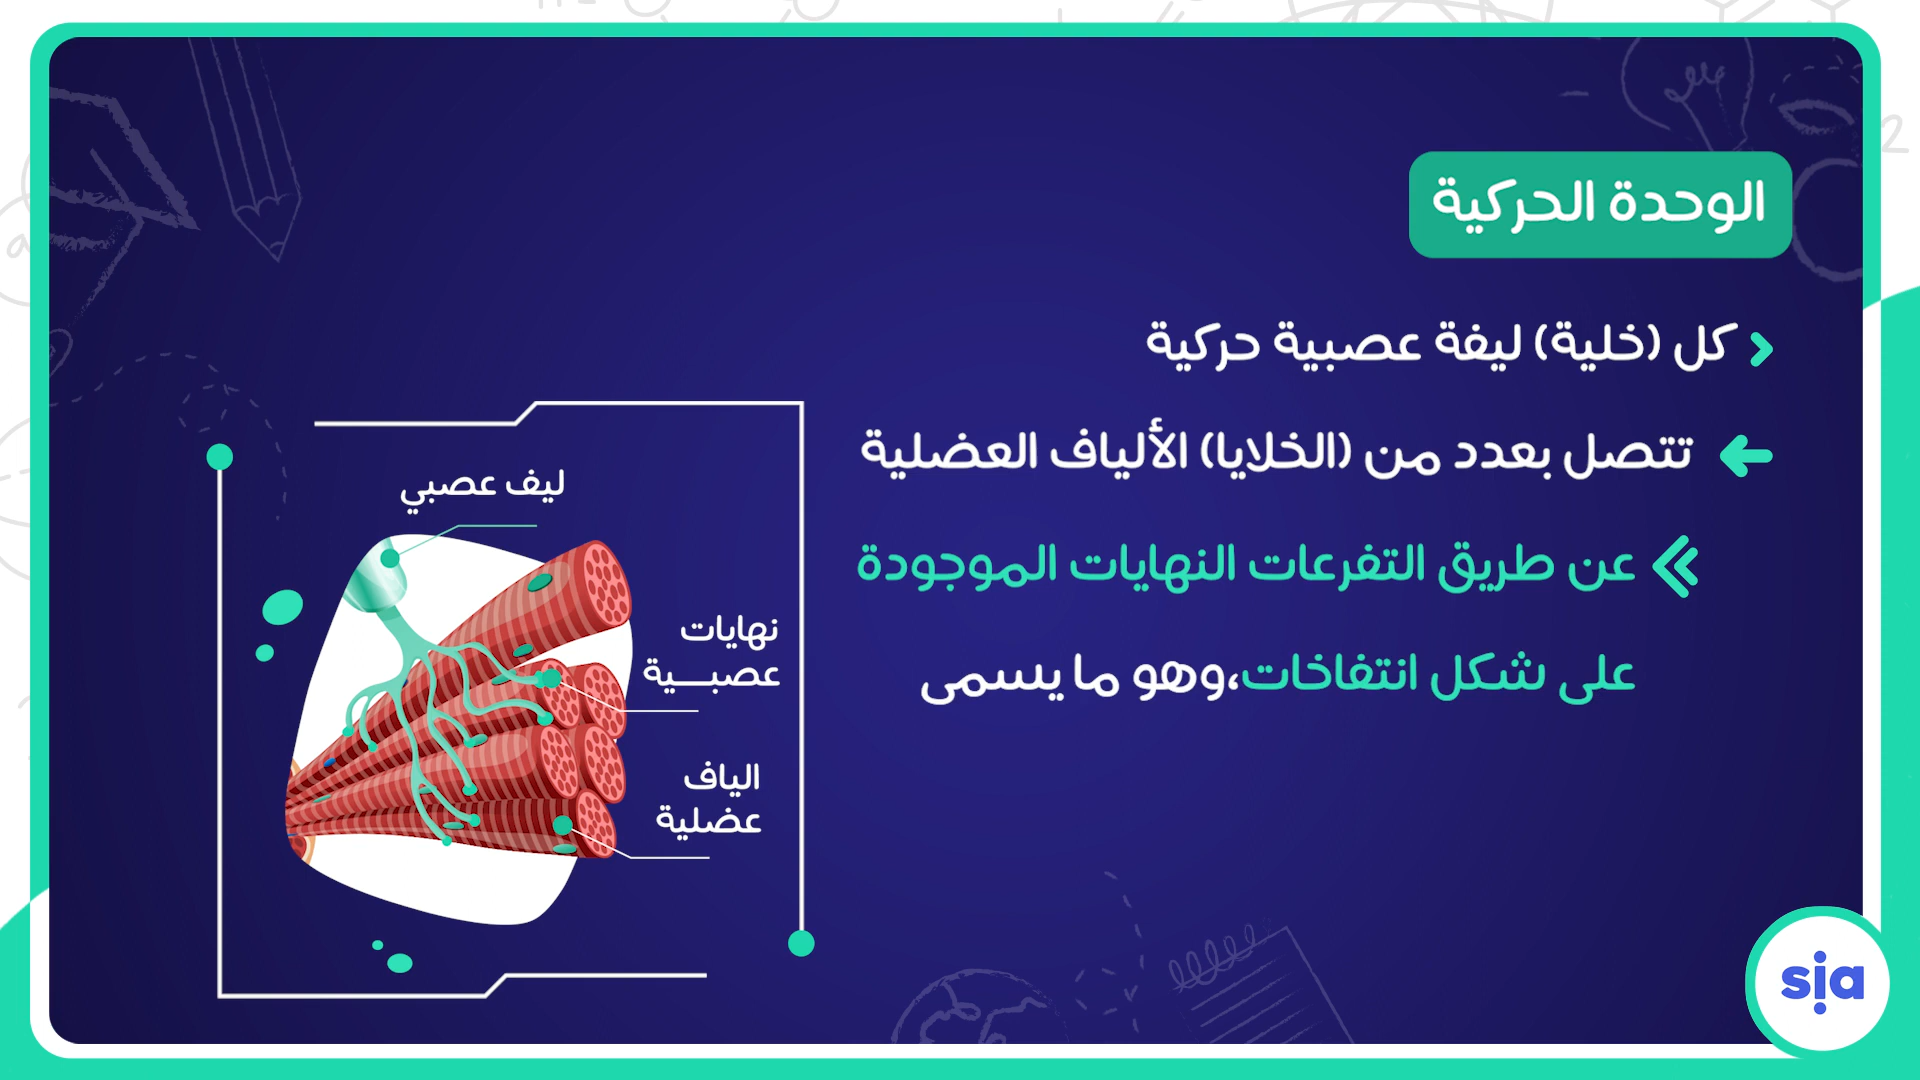 الوحدة الحركية
كل (خلية) ليفة عصبية حركية
تتصل بعدد من (الخلايا) الألياف العضلية
عن طريق التفرعات النهايات الموجودة
على شكل انتفاخات،وهو ما يسمى
ليف عصبي
نهايات
عصبـــية
الياف
عضلية
sia